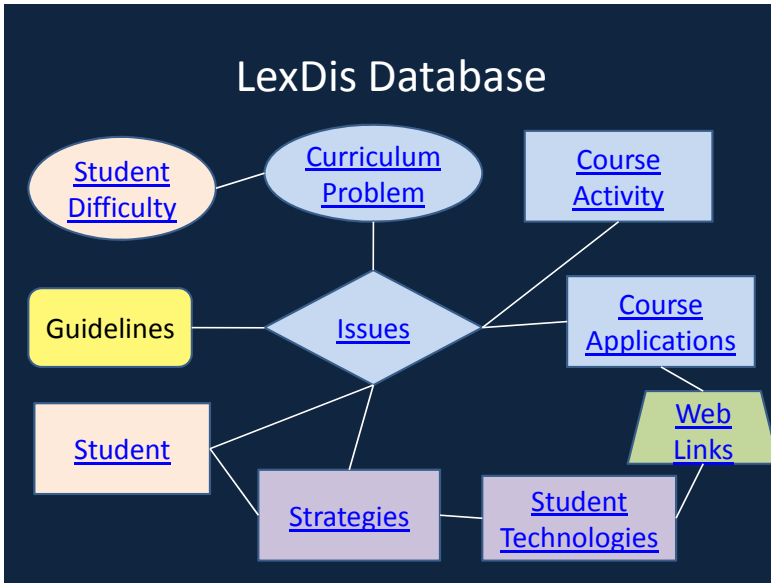 LexDis Database
Student
Difficulty
Curriculum
Problem
Course
Activity
Guidelines
Issues
Course
Applications
Student
Strategies
Student
Technologies
Web
Links